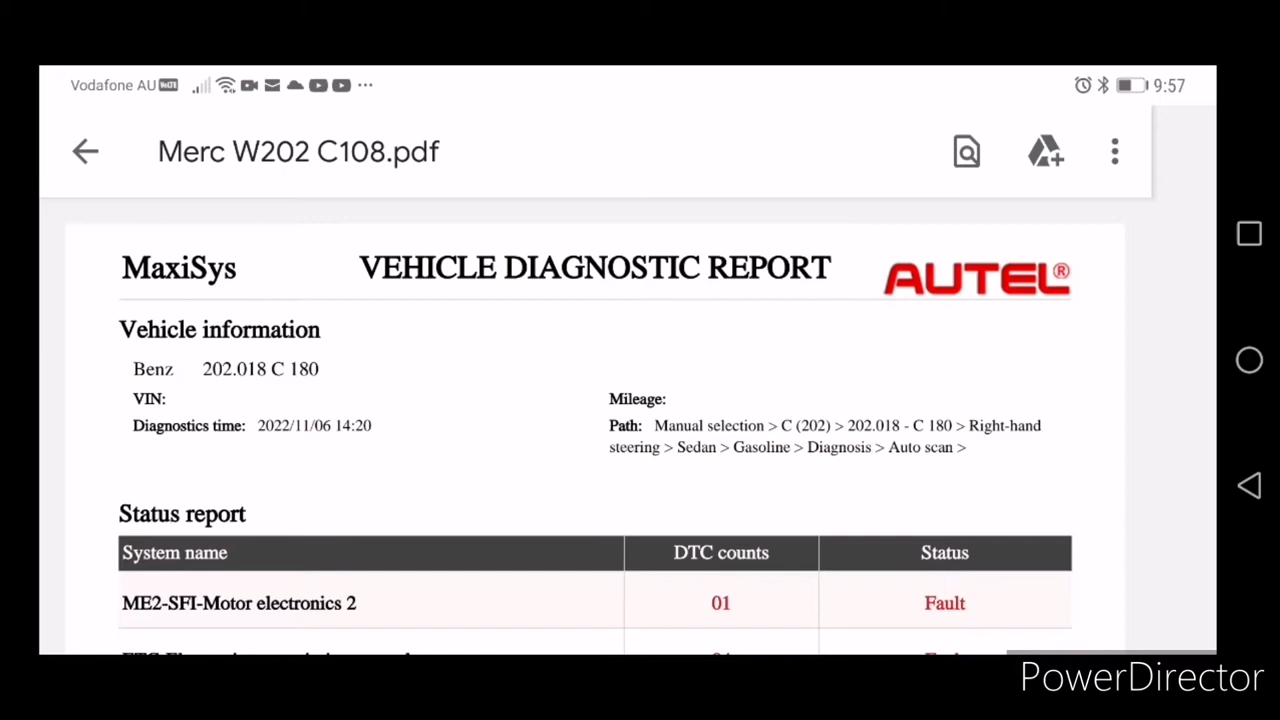 Vodafone AU VoLTE 9:57
Merc W202 C108.pdf
MaxiSys VEHICLE DIAGNOSTIC REPORT AUTEL®
Vehicle information
Benz 202.018 C 180
VIN: Mileage:
Diagnostics time: 2022/11/06 14:20 Path: Manual selection > C (202) > 202.018 - C 180 > Right-hand
steering > Sedan > Gasoline > Diagnosis > Auto scan >
Status report
System name DTC counts Status
ME2-SFI-Motor electronics 2 01 Fault
PowerDirector